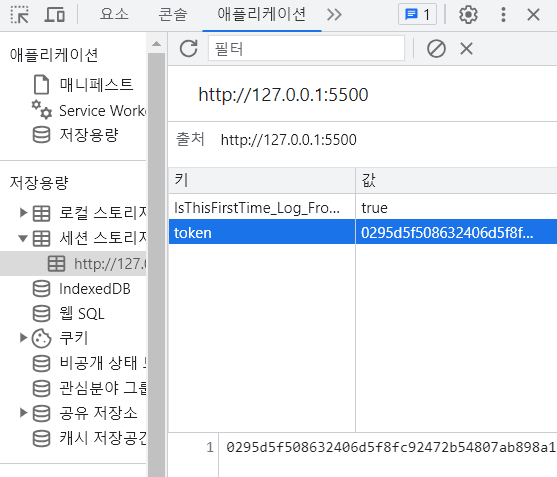 요소 콘솔 애플리케이션 1
애플리케이션
매니페스트
Service Worke
저장용량
저장용량
로컬 스토리지
세션 스토리지
http://127.0
IndexedDB
웹 SQL
쿠키
비공개 상태
관심분야 그룹
공유 저장소
캐시 저장공간
필터
http://127.0.0.1:5500
출처 http://127.0.0.1:5500
키 값
IsThisFirstTime_Log_Fro... true
token 0295d5f508632406d5f8f...
1 0295d5f508632406d5f8fc92472b54807ab898a1